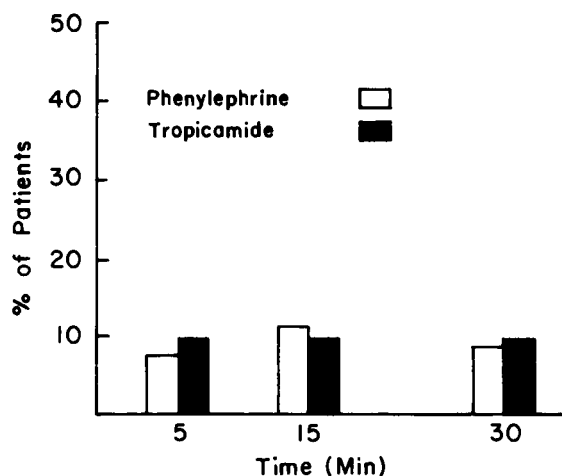 50
40
30
20
10
% of Patients
Phenylephrine
Tropicamide
5 15 30
Time (Min)